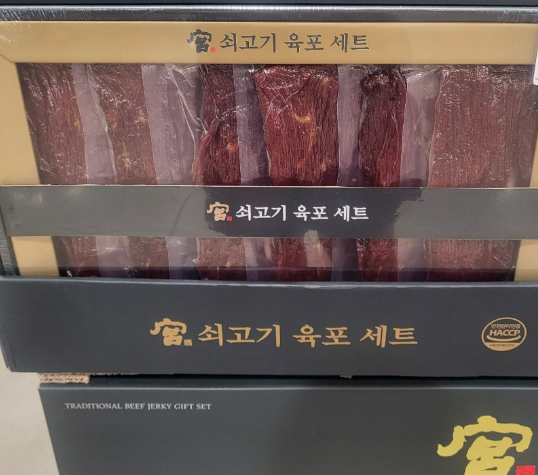 宮 쇠고기 육포 세트
宮 쇠고기 육포 세트
宮 쇠고기 육포 세트
HACCP
TRADITIONAL BEEF JERKY GIFT SET
宮